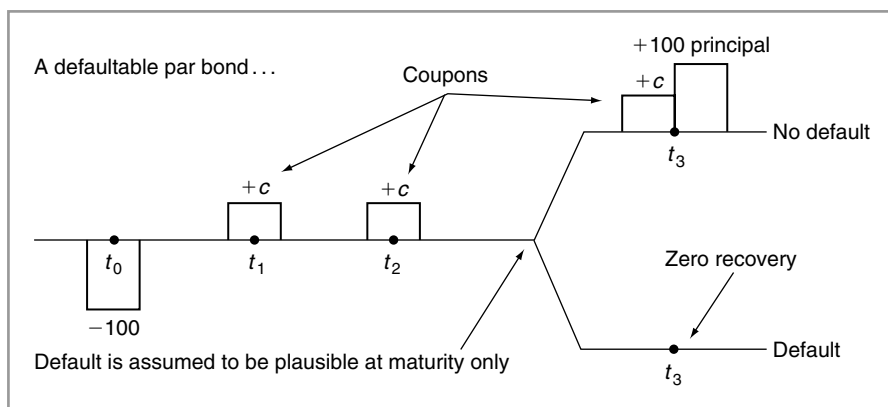 A defaultable par bond…
Coupons
+100 principal
+c
No default
t3
+c
+c
t0
t1
t2
−100
Zero recovery
Default is assumed to be plausible at maturity only
Default
t3